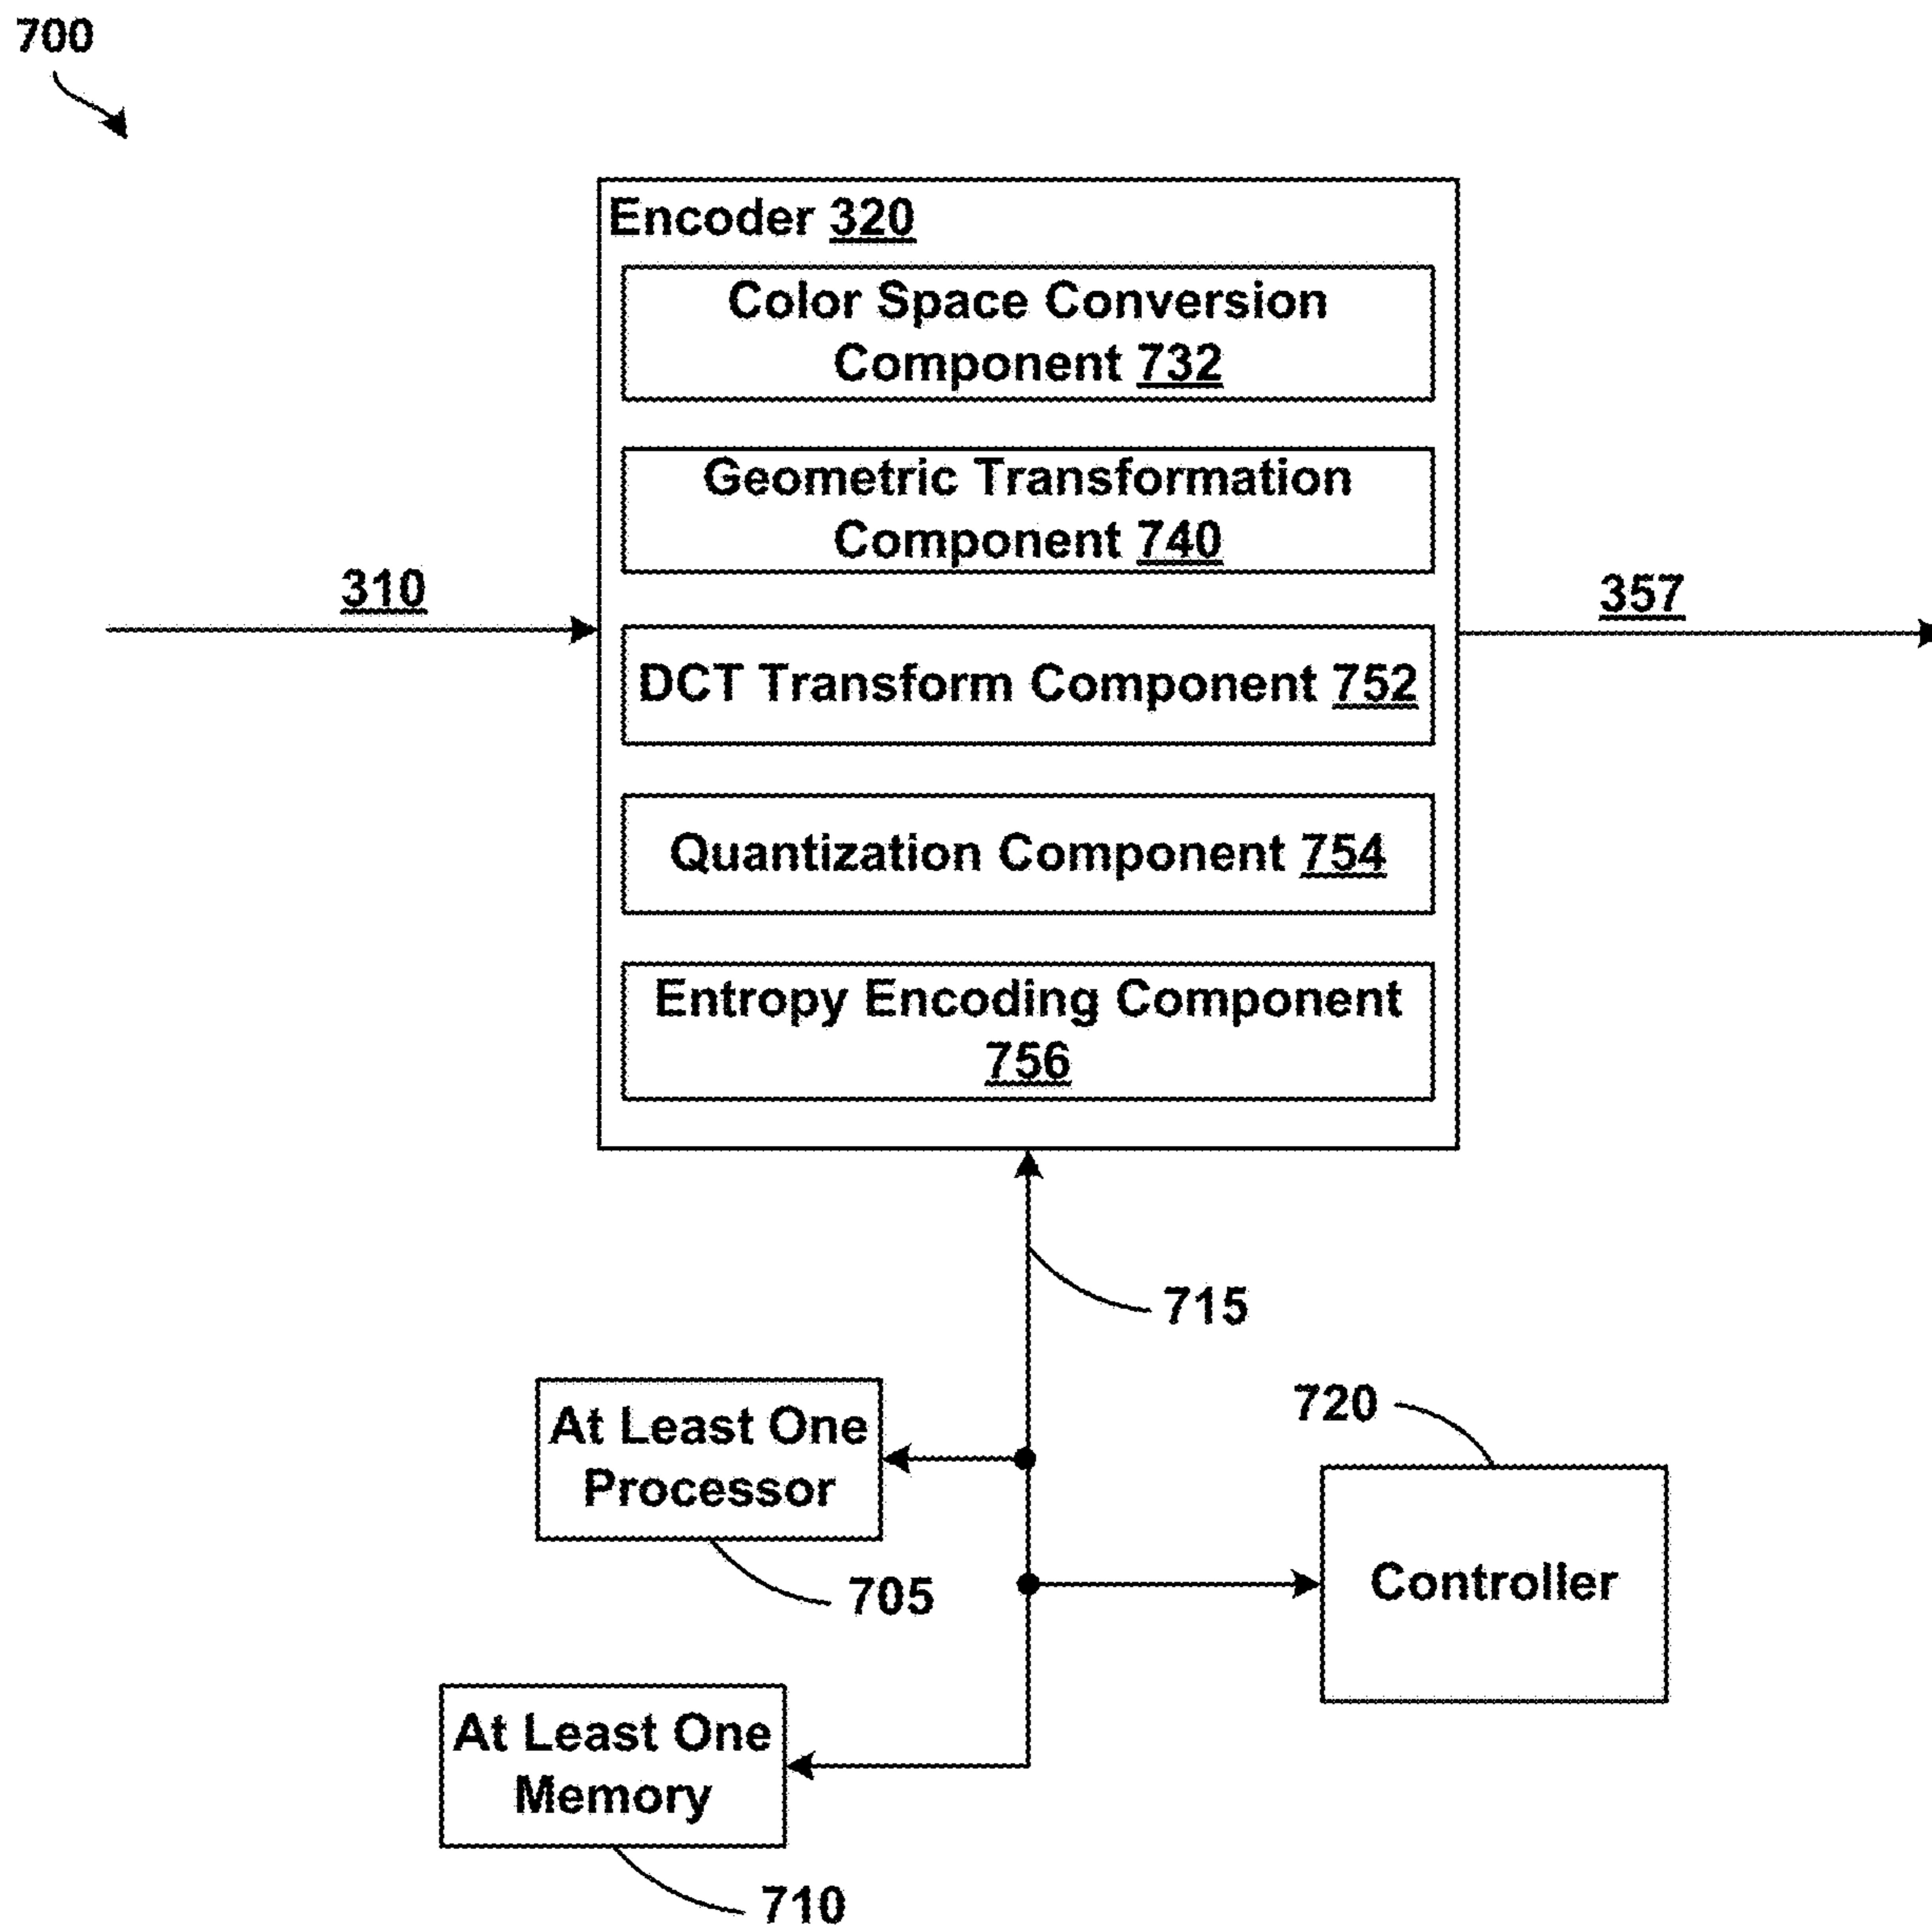 700
Encoder 320
Color Space Conversion
Component 732
Geometric Transformation
Component 740
310
357
DCT Transform Component 752
Quantization Component 754
Entropy Encoding Component
756
715
At Least One
Processor
720
705
Controller
At Least One
Memory
710